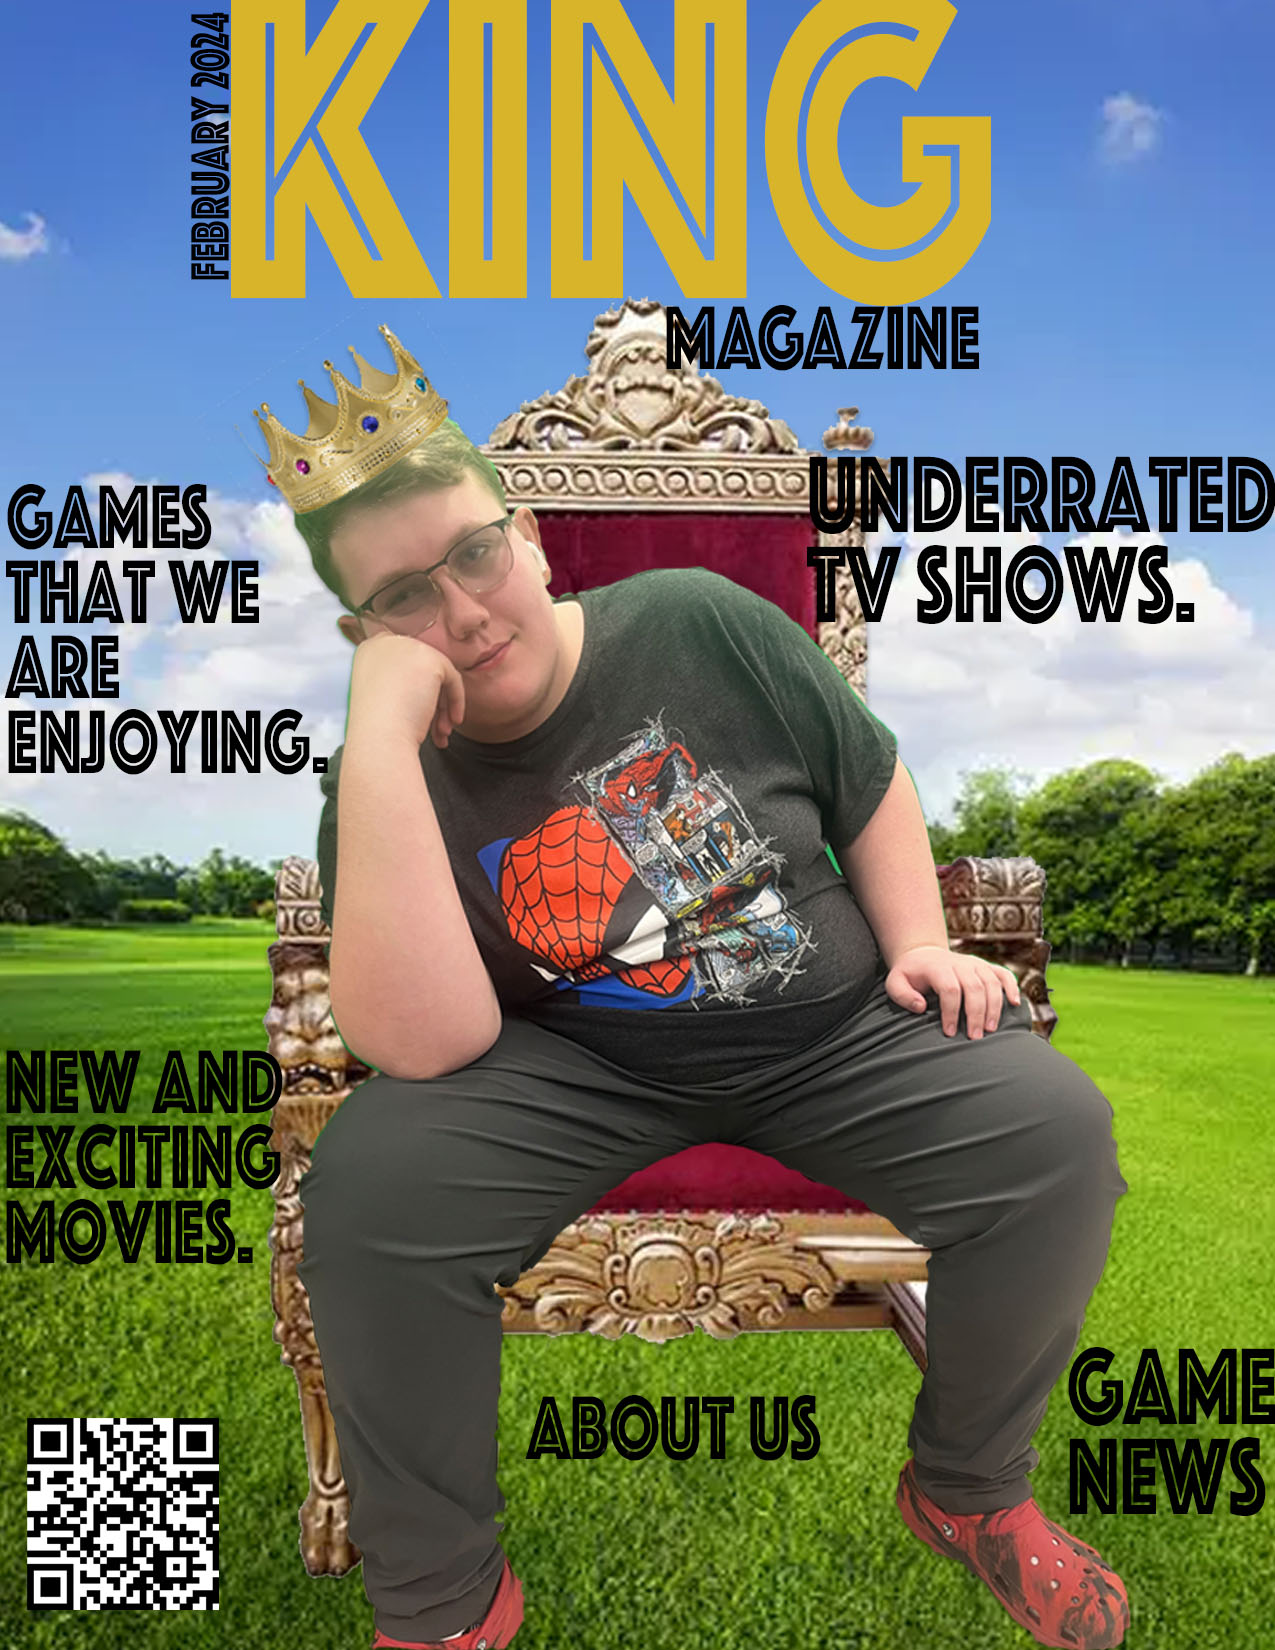 FEBRUARY 2024
KING
MAGAZINE
GAMES
THAT WE
ARE
ENJOYING.
UNDERRATED
TV SHOWS.
NEW AND
EXCITING
MOVIES.
ABOUT US
GAME
NEWS